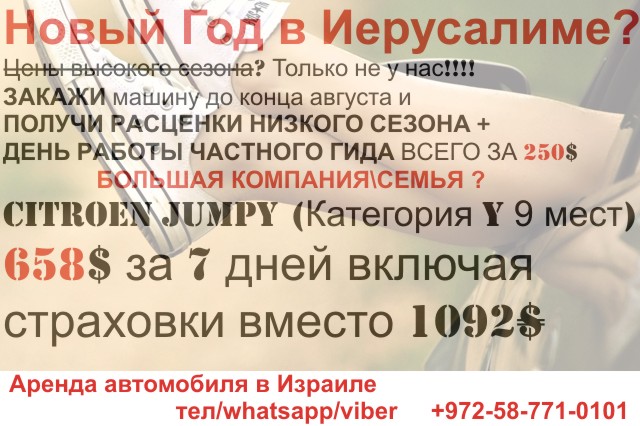 Новый Год в Иерусалиме?
Цены высокого сезона? Только не у нас!!!!
ЗАКАЖИ машину до конца августа и
ПОЛУЧИ РАСЦЕНКИ НИЗКОГО СЕЗОНА +
ДЕНЬ РАБОТЫ ЧАСТНОГО ГИДА ВСЕГО ЗА 250$
БОЛЬШАЯ КОМПАНИЯ\СЕМЬЯ ?
CITROEN JUMPY (Категория Y 9 мест)
658$ за 7 дней включая
страховки вместо 1092$
Аренда автомобиля в Израиле
тел/whatsapp/viber +972-58-771-0101